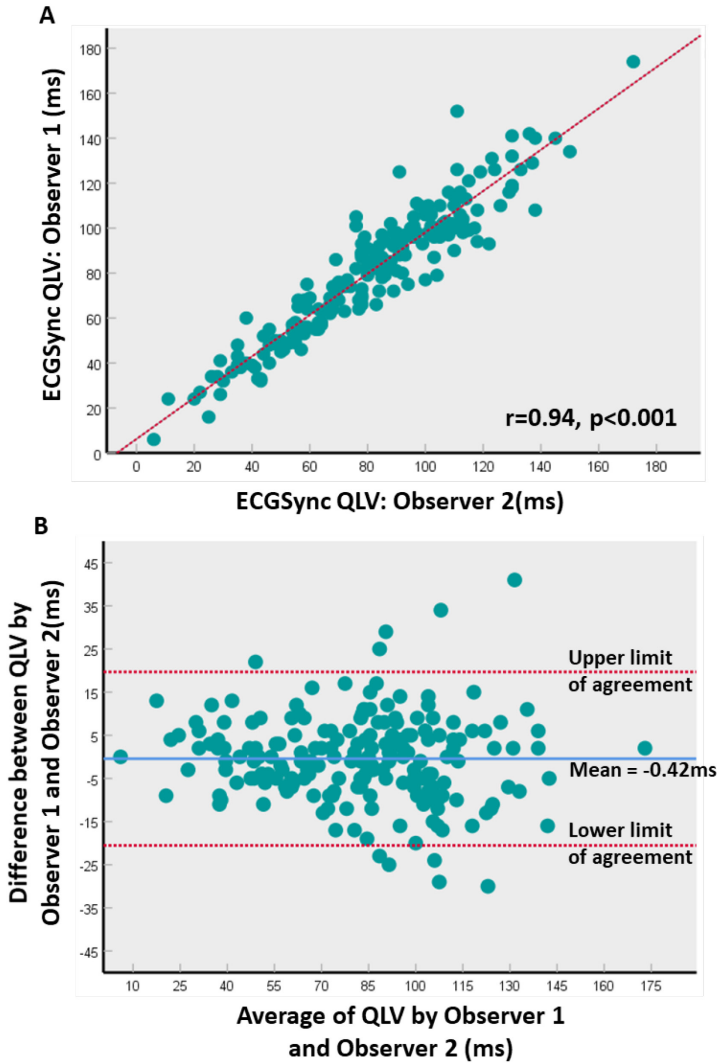 A
ECGSync QLV: Observer 1 (ms)
180
160
140
120
100
80
60
40
20
0
r=0.94, p<0.001
0 20 40 60 80 100 120 140 160 180
ECGSync QLV: Observer 2(ms)
B
Difference between QLV by
Observer 1 and Observer 2(ms)
45
35
25
15
5
-5
-15
-25
-35
-45
Upper limit
of agreement
Mean = -0.42ms
Lower limit
of agreement
10 25 40 55 70 85 100 115 130 145 160 175
Average of QLV by Observer 1
and Observer 2 (ms)